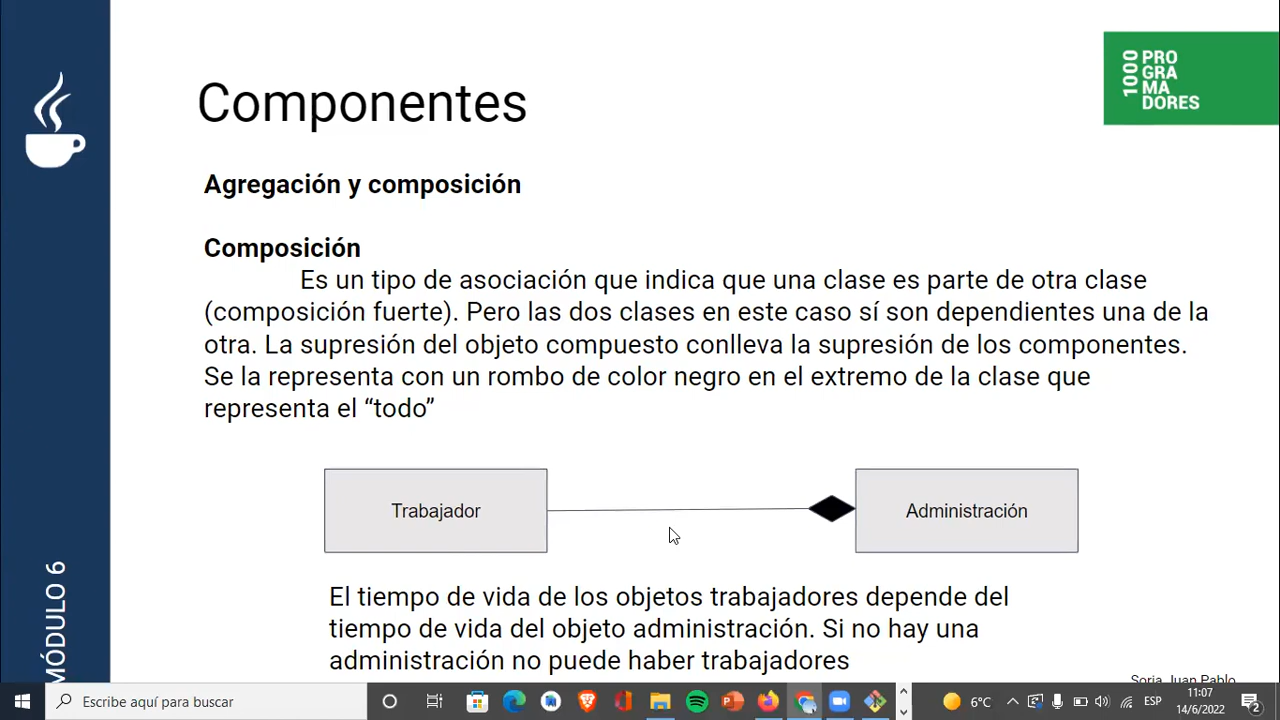 Componentes
1000
PRO
GRA
MA
DORES
Agregación y composición
Composición
Es un tipo de asociación que indica que una clase es parte de otra clase
(composición fuerte). Pero las dos clases en este caso sí son dependientes una de la
otra. La supresión del objeto compuesto conlleva la supresión de los componentes.
Se la representa con un rombo de color negro en el extremo de la clase que
representa el “todo”
Trabajador
Administración
El tiempo de vida de los objetos trabajadores depende del
tiempo de vida del objeto administración. Si no hay una
administración no puede haber trabajadores
MÓDULO 6
Soria, Juan Pablo
Escribe aquí para buscar
6°C
ESP
11:07
14/6/2022
2